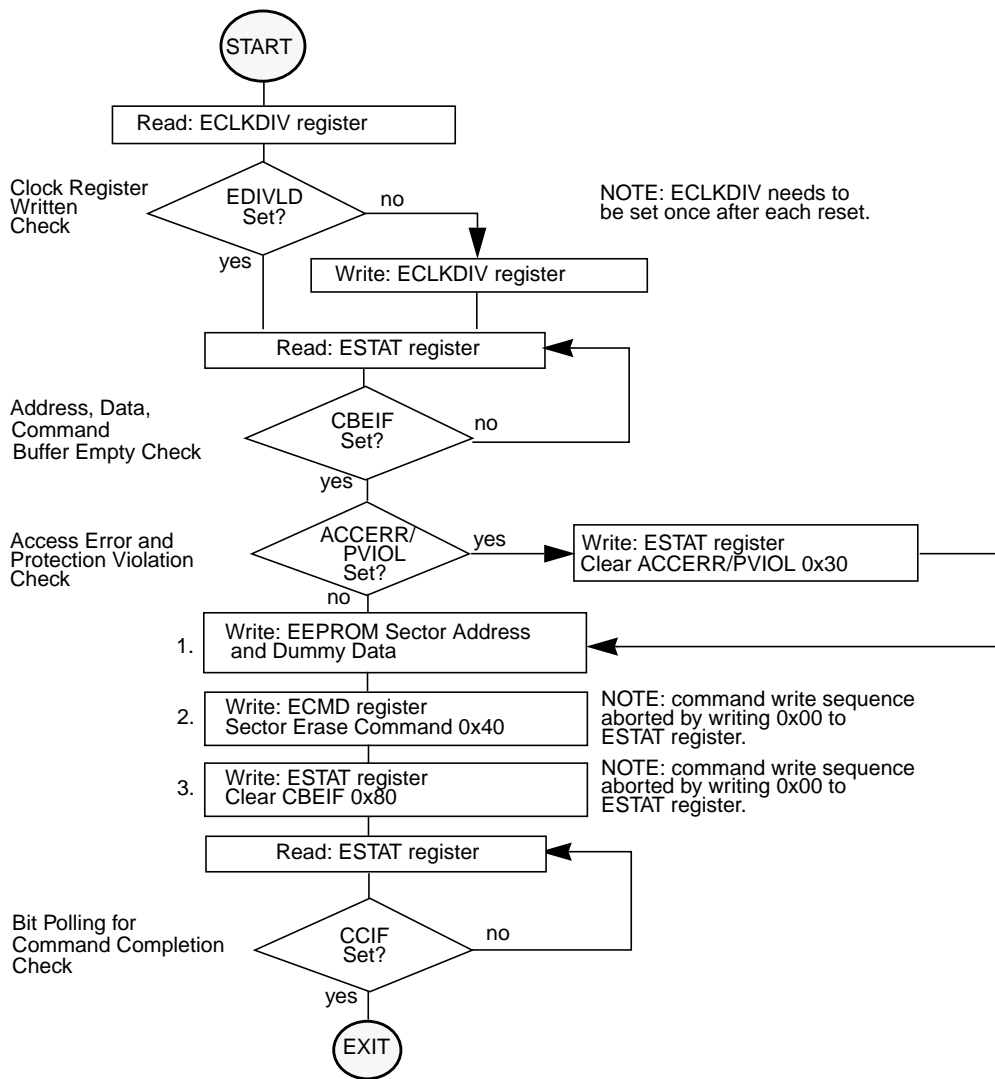 START
Read: ECLKDIV register
Clock Register
Written
Check
EDIVLD
Set?
no
NOTE: ECLKDIV needs to
be set once after each reset.
yes
Write: ECLKDIV register
Read: ESTAT register
Address, Data,
Command
Buffer Empty Check
CBEIF
Set?
no
yes
Access Error and
Protection Violation
Check
ACCERR/
PVIOL
Set?
yes
Write: ESTAT register
Clear ACCERR/PVIOL 0x30
no
1.
Write: EEPROM Sector Address
and Dummy Data
2.
Write: ECMD register
Sector Erase Command 0x40
NOTE: command write sequence
aborted by writing 0x00 to
ESTAT register.
3.
Write: ESTAT register
Clear CBEIF 0x80
NOTE: command write sequence
aborted by writing 0x00 to
ESTAT register.
Read: ESTAT register
Bit Polling for
Command Completion
Check
CCIF
Set?
no
yes
EXIT